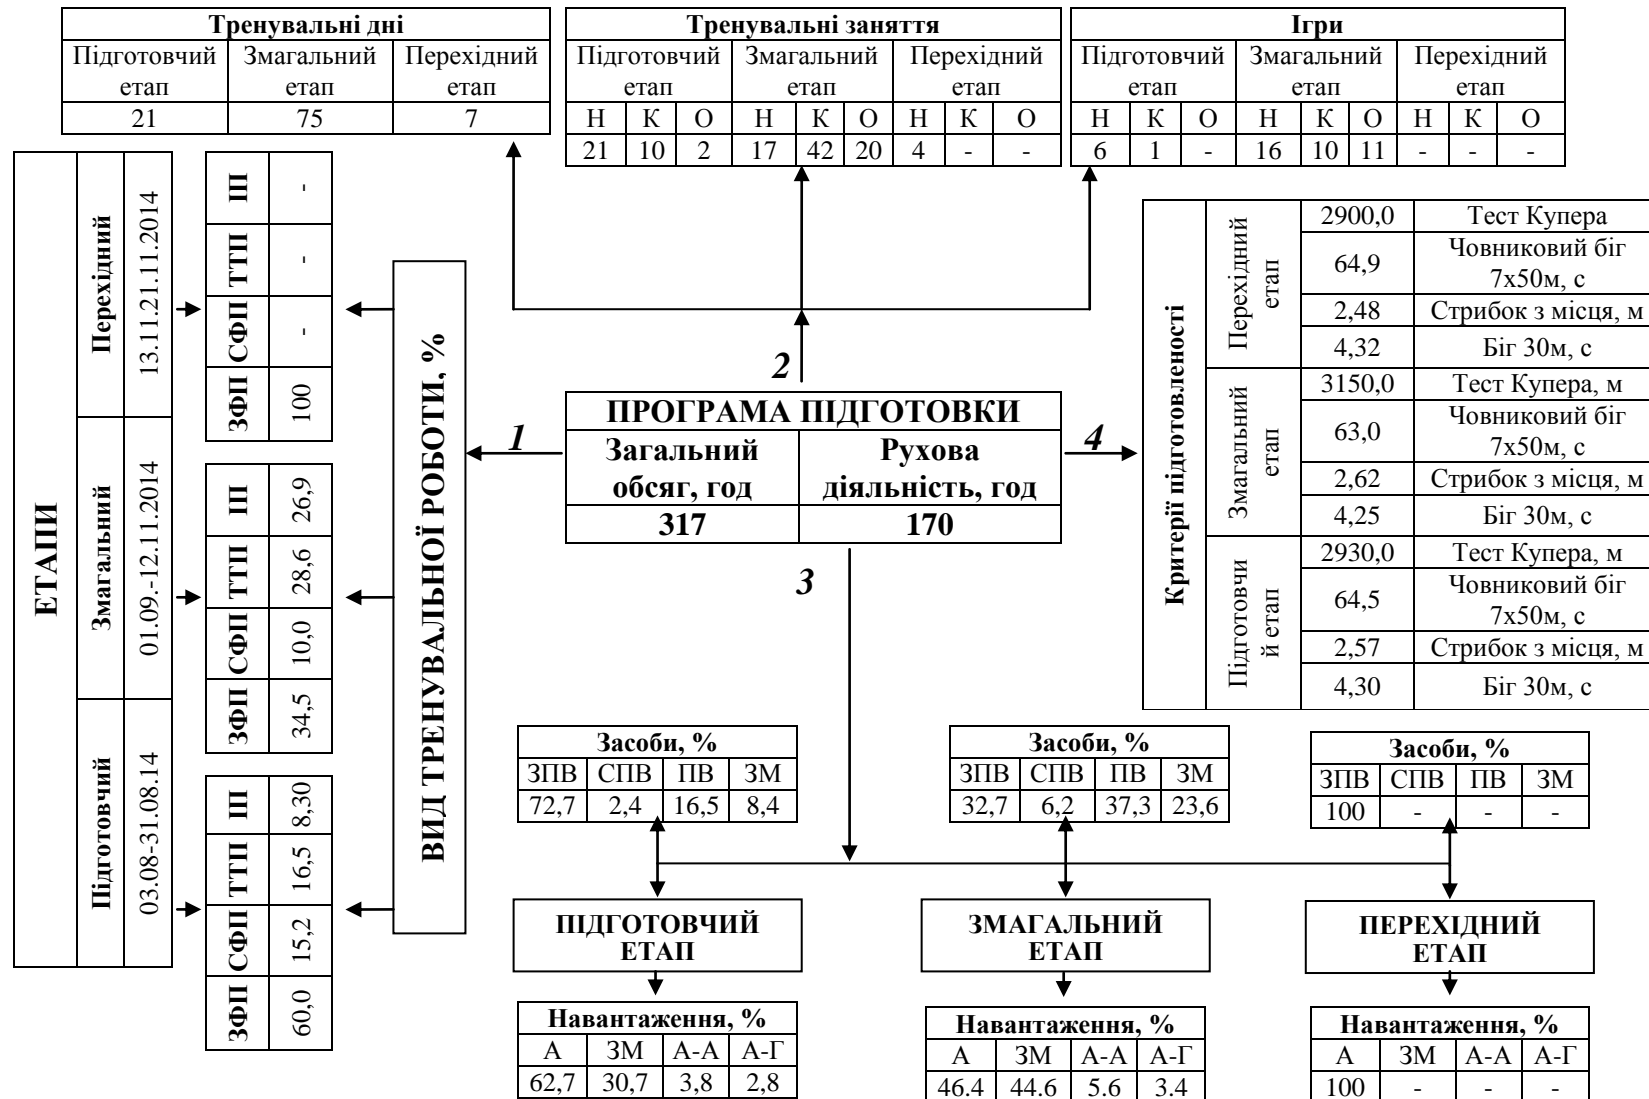 Тренувальні дні
Підготовчий етап Змагальний етап Перехідний етап
21 75 7
Тренувальні заняття
Підготовчий етап Змагальний етап Перехідний етап
Н К О Н К О Н К О
21 10 2 17 42 20 4 - -
Ігри
Підготовчий етап Змагальний етап Перехідний етап
Н К О Н К О Н К О
6 1 - 16 10 11 - - -
ЕТАПИ
Перехідний
13.11.21.11.2014
Змагальний
01.09.-12.11.2014
Підготовчий
03.08-31.08.14
ЗФП СФП ТТП ІП
100 - - -
ЗФП СФП ТТП ІП
34,5 10,0 28,6 26,9
ЗФП СФП ТТП ІП
60,0 15,2 16,5 8,30
ВИД ТРЕНУВАЛЬНОЇ РОБОТИ, %
1
2
3
4
ПРОГРАМА ПІДГОТОВКИ
Загальний Рухова
обсяг, год діяльність, год
317 170
Критерії підготовленості
Перехідний
етап
2900,0 Тест Купера
64,9 Човниковий біг
7х50м, с
2,48 Стрибок з місця, м
4,32 Біг 30м, с
Змагальний
етап
3150,0 Тест Купера, м
63,0 Човниковий біг
7х50м, с
2,62 Стрибок з місця, м
4,25 Біг 30м, с
Підготовчи
й етап
2930,0 Тест Купера, м
64,5 Човниковий біг
7х50м, с
2,57 Стрибок з місця, м
4,30 Біг 30м, с
Засоби, %
ЗПВ СПВ ПВ ЗМ
72,7 2,4 16,5 8,4
Засоби, %
ЗПВ СПВ ПВ ЗМ
32,7 6,2 37,3 23,6
Засоби, %
ЗПВ СПВ ПВ ЗМ
100 - - -
ПІДГОТОВЧИЙ
ЕТАП
ЗМАГАЛЬНИЙ
ЕТАП
ПЕРЕХІДНИЙ
ЕТАП
Навантаження, %
А ЗМ А-А А-Г
62,7 30,7 3,8 2,8
Навантаження, %
А ЗМ А-А А-Г
46.4 44.6 5.6 3.4
Навантаження, %
А ЗМ А-А А-Г
100 - - -